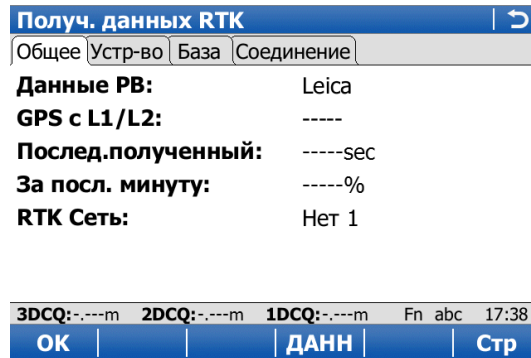 Получ. данных RTK
Общее Устр-во База Соединение
Данные РВ: Leica
GPS с L1/L2: -----
Послед.полученный: -----sec
За посл. минуту: -----%
RTK Сеть: Нет 1
3DCQ:-.---m 2DCQ:-.---m 1DCQ:-.---m Fn abc 17:38
OK ДАНН Стр